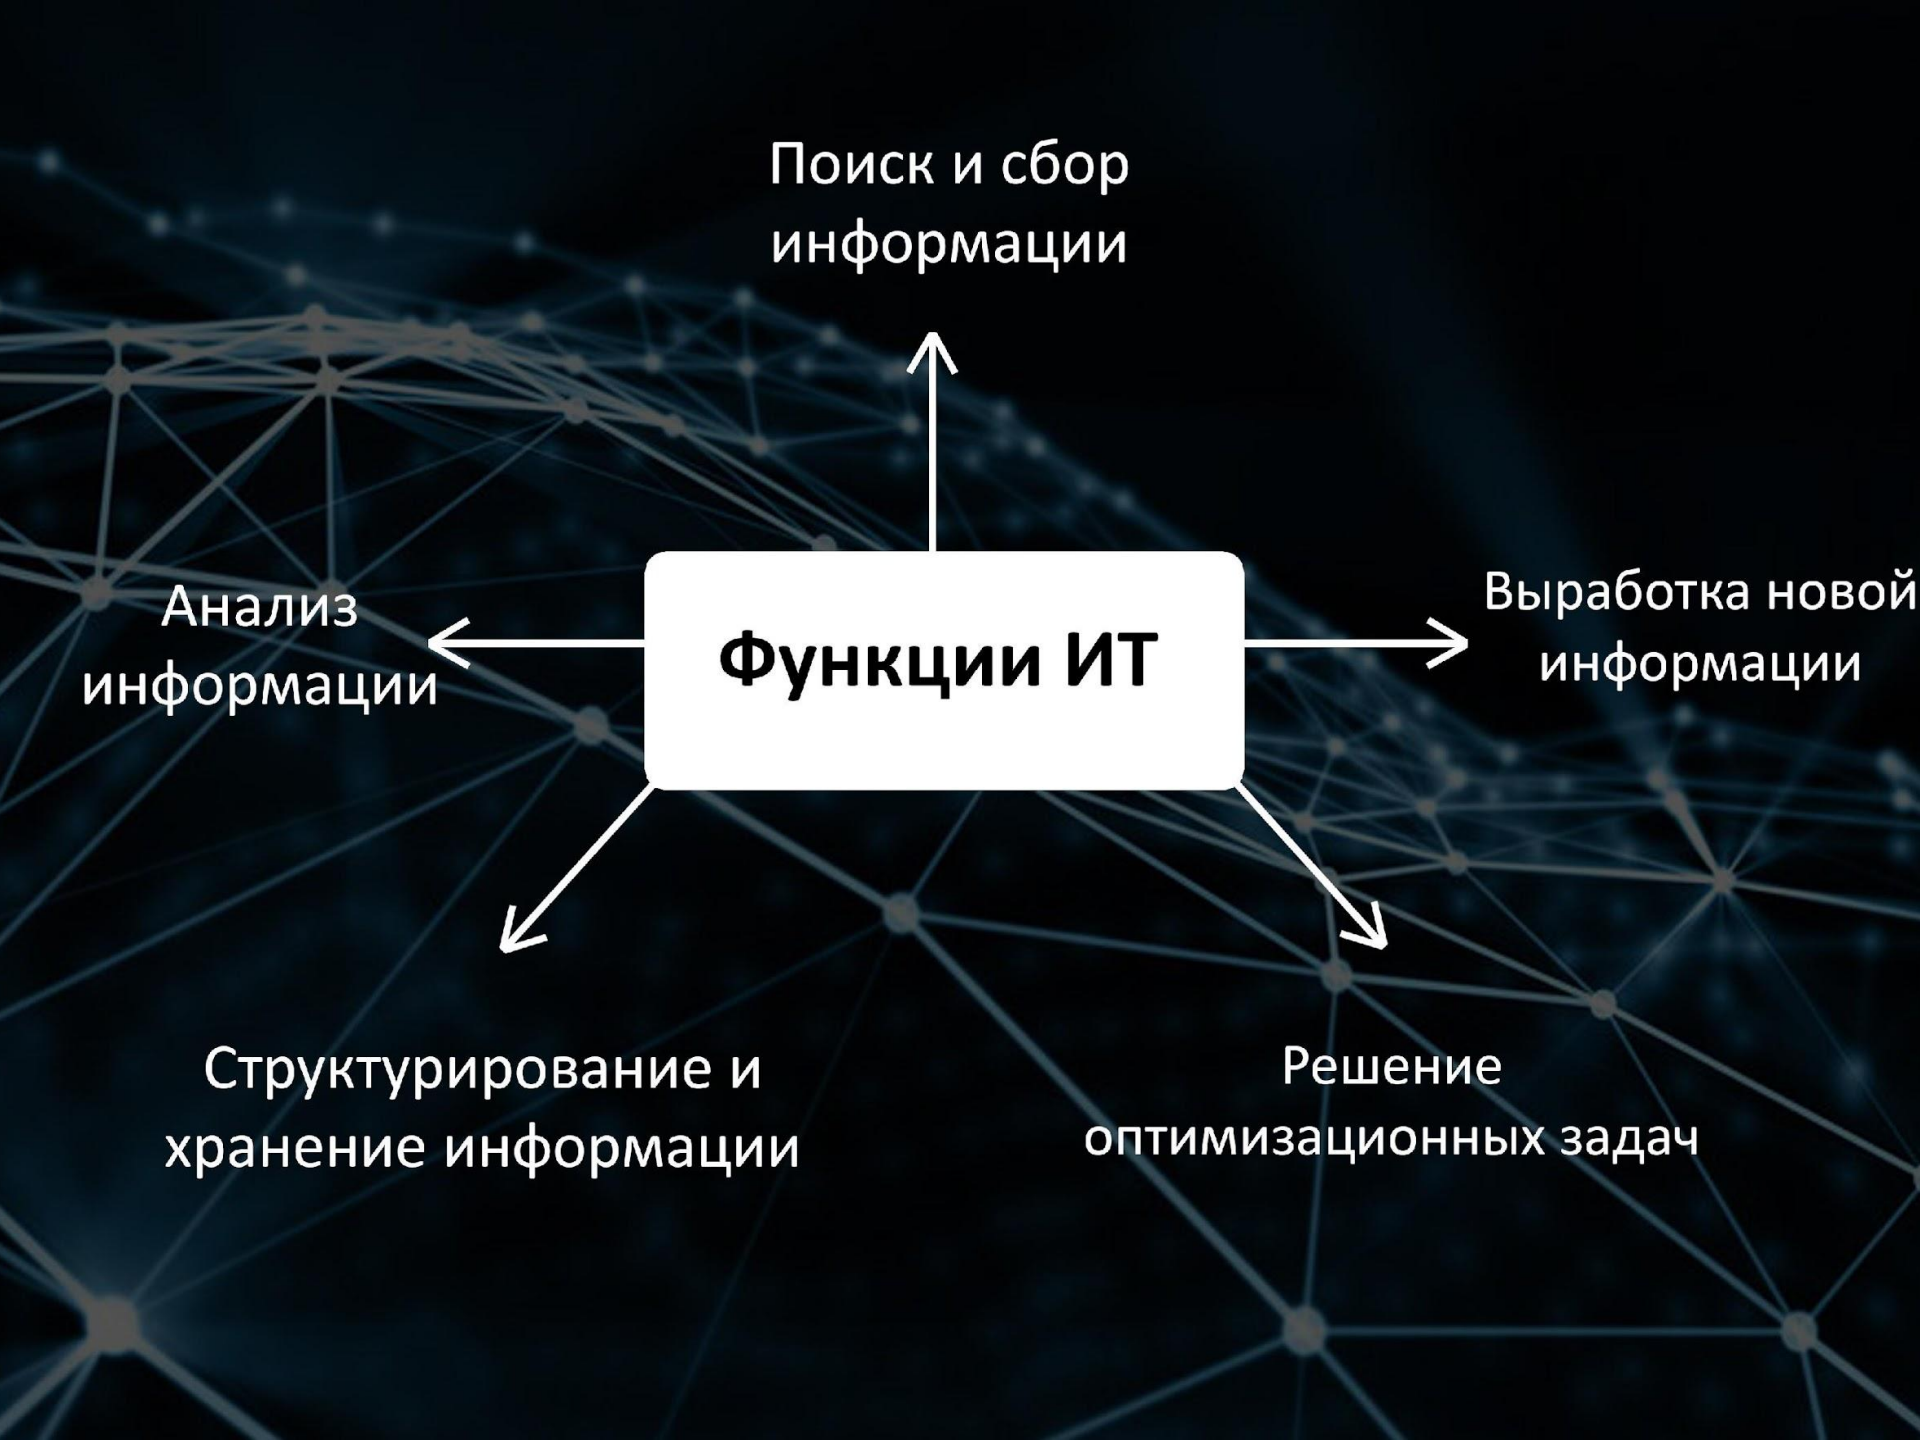 Поиск и сбор
информации
Анализ
информации
Функции ИТ
Выработка новой
информации
Структурирование и
хранение информации
Решение
оптимизационных задач